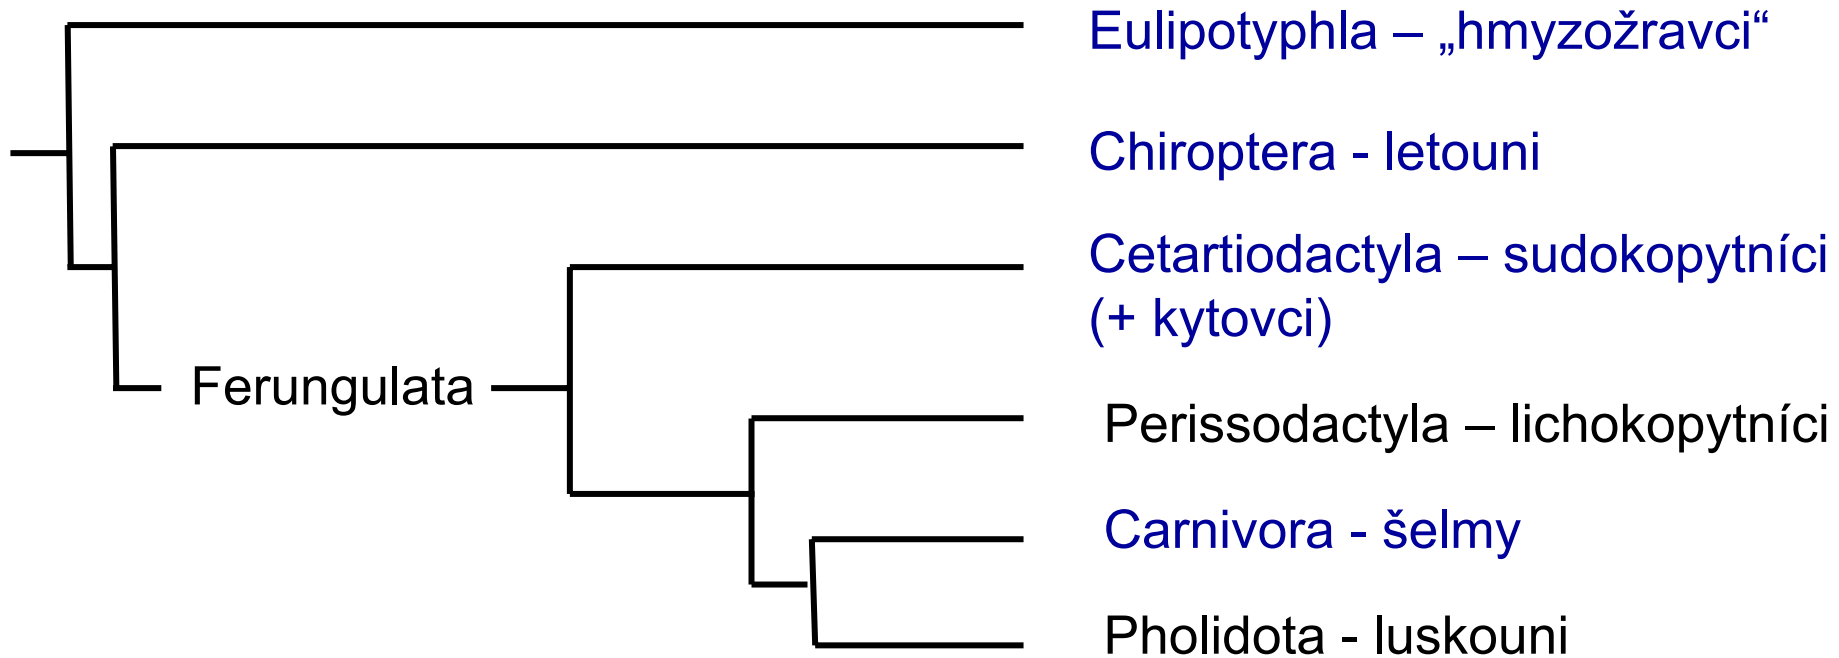 Eulipotyphla – „hmyzožravci“
Chiroptera - letouni
Cetartiodactyla – sudokopytníci
(+ kytovci)
Ferungulata
Perissodactyla – lichokopytníci
Carnivora - šelmy
Pholidota - luskouni